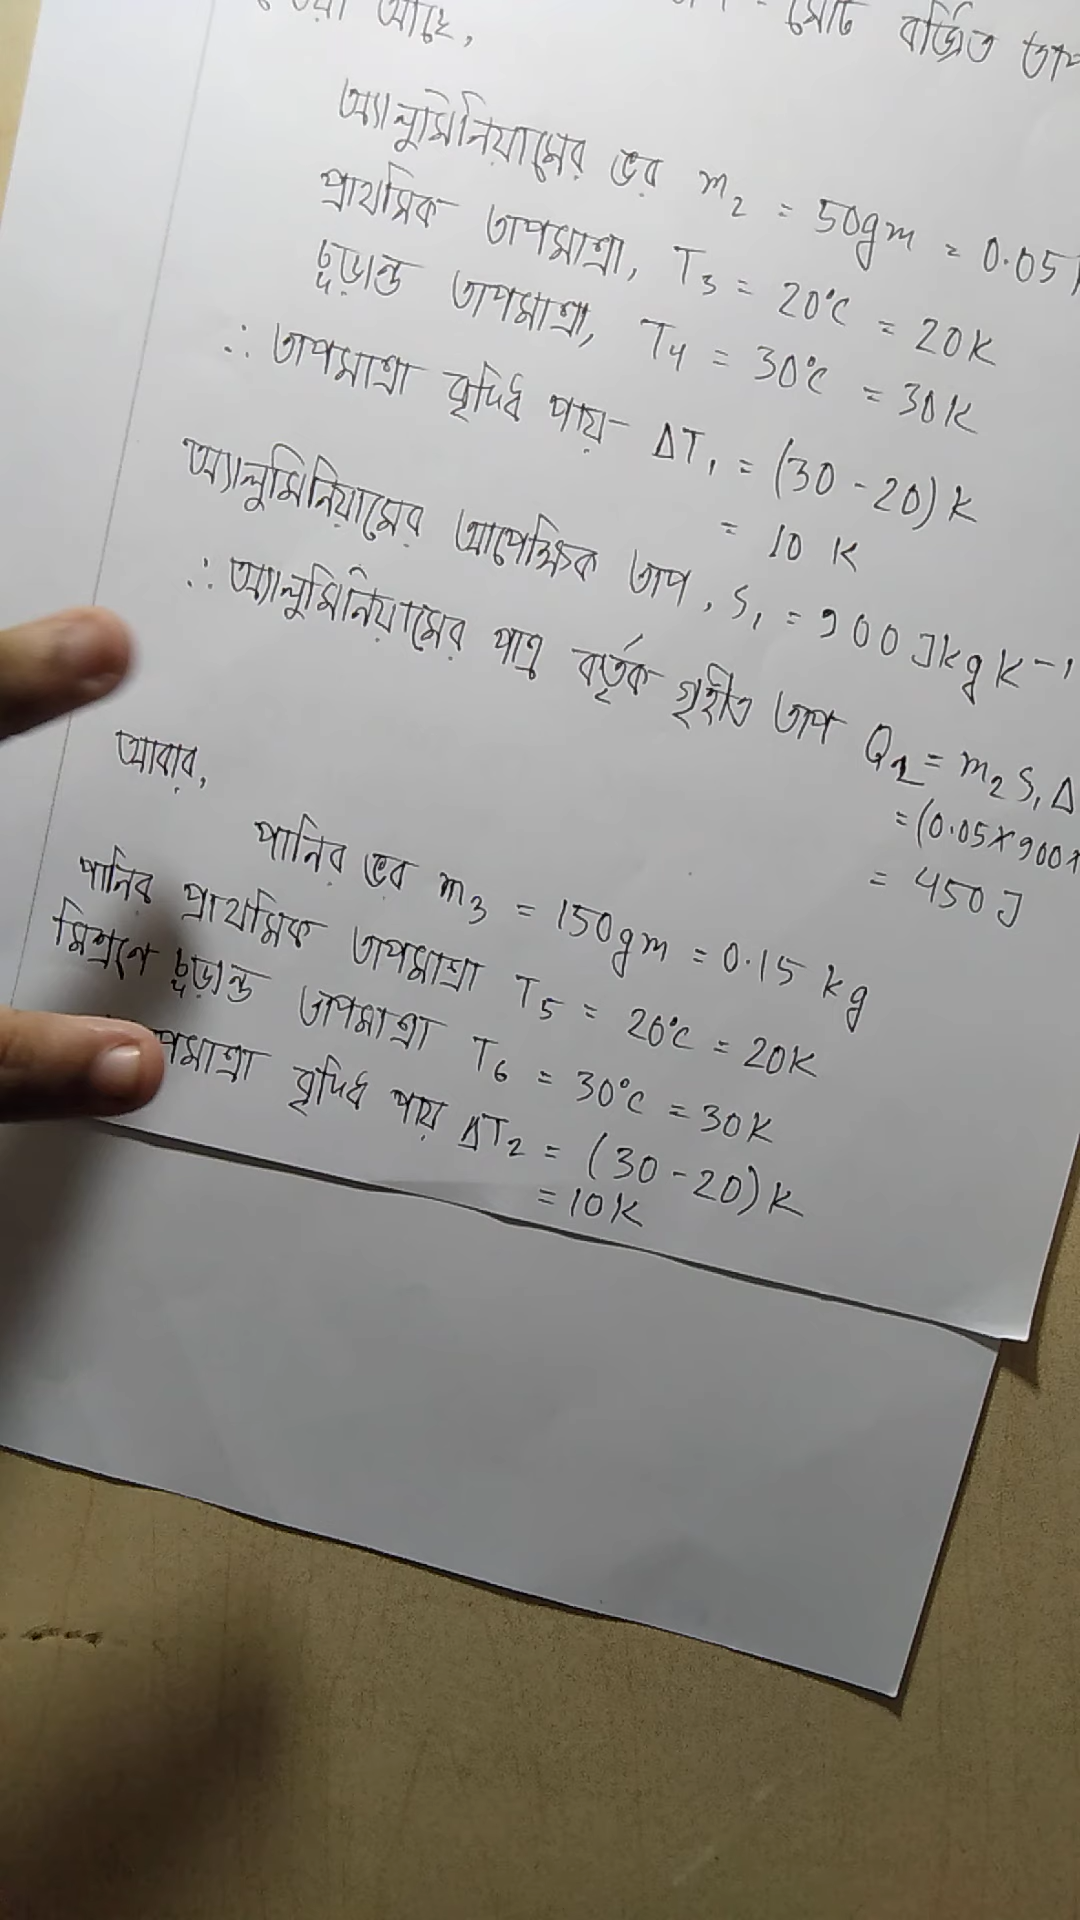 আছে,
মোট বর্জিত তাপ
অ্যালুমিনিয়ামের ভর m₂ = 50gm = 0.05
প্রাথমিক তাপমাত্রা, T₃ = 20°C = 20K
চূড়ান্ত তাপমাত্রা, T₄ = 30°C = 30K
∴ তাপমাত্রা বৃদ্ধি পায় ΔT₁ = (30 - 20) K
= 10 K
অ্যালুমিনিয়ামের আপেক্ষিক তাপ, S₁ = 900 Jkg K⁻¹
∴ অ্যালুমিনিয়ামের পাত্র কর্তৃক গৃহীত তাপ Q₂ = m₂ S₁ Δ
= (0.05 × 900 ×
= 450 J
আবার,
পানির ভর m₃ = 150gm = 0.15 kg
পানির প্রাথমিক তাপমাত্রা T₅ = 20°C = 20K
মিশ্রণে চূড়ান্ত তাপমাত্রা T₆ = 30°C = 30K
পমাত্রা বৃদ্ধি পায় ΔT₂ = (30 - 20) K
= 10K